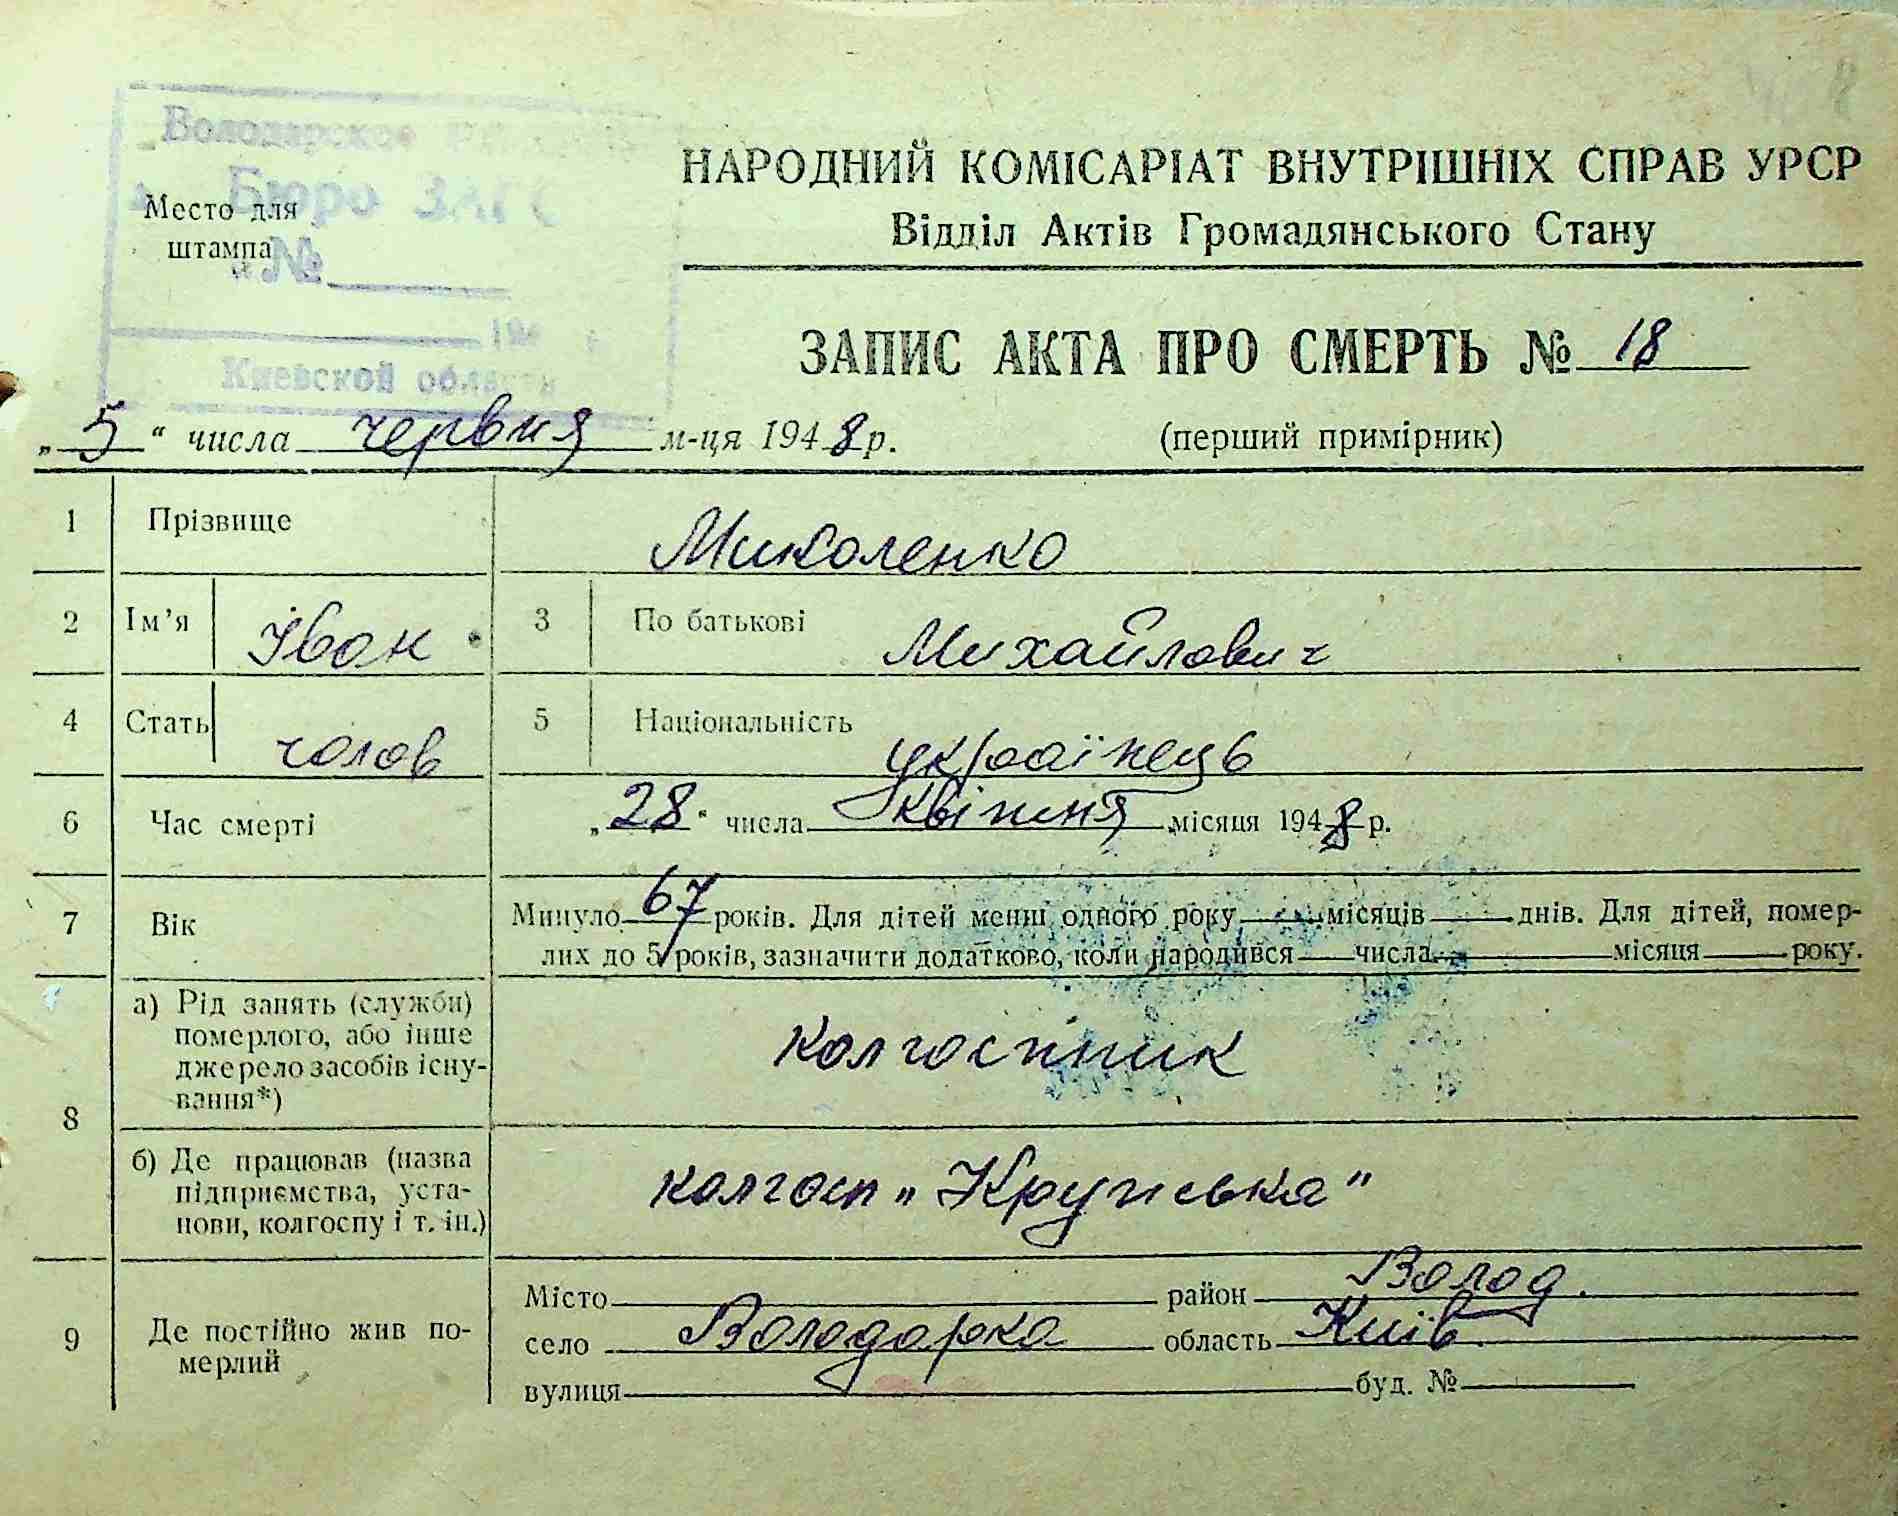 Володарское
Бюро ЗАГС
Место для
штампа
№
194
Киевской области
НАРОДНИЙ КОМІСАРІАТ ВНУТРІШНІХ СПРАВ УРСР
Відділ Актів Громадянського Стану
ЗАПИС АКТА ПРО СМЕРТЬ № 18
„5“ числа червня м-ця 1948 р.
(перший примірник)
1 Прізвище Миколенко
2 Ім’я Іван 3 По батькові Михайлович
4 Стать чолов 5 Національність українець
6 Час смерті „28“ числа квітня місяця 1948 р.
7 Вік Минуло 67 років. Для дітей менш одного року місяців днів. Для дітей, помер-
лих до 5 років, зазначити додатково, коли народився числа місяця року.
8 а) Рід занять (служби)
померлого, або інше
джерело засобів існу-
вання*)
колгоспник
б) Де працював (назва
підприємства, уста-
нови, колгоспу і т. ін.)
колгосп „Крупська”
9 Де постійно жив по-
мерлий
Місто район Волод.
село Володарка область Київ.
вулиця буд. №